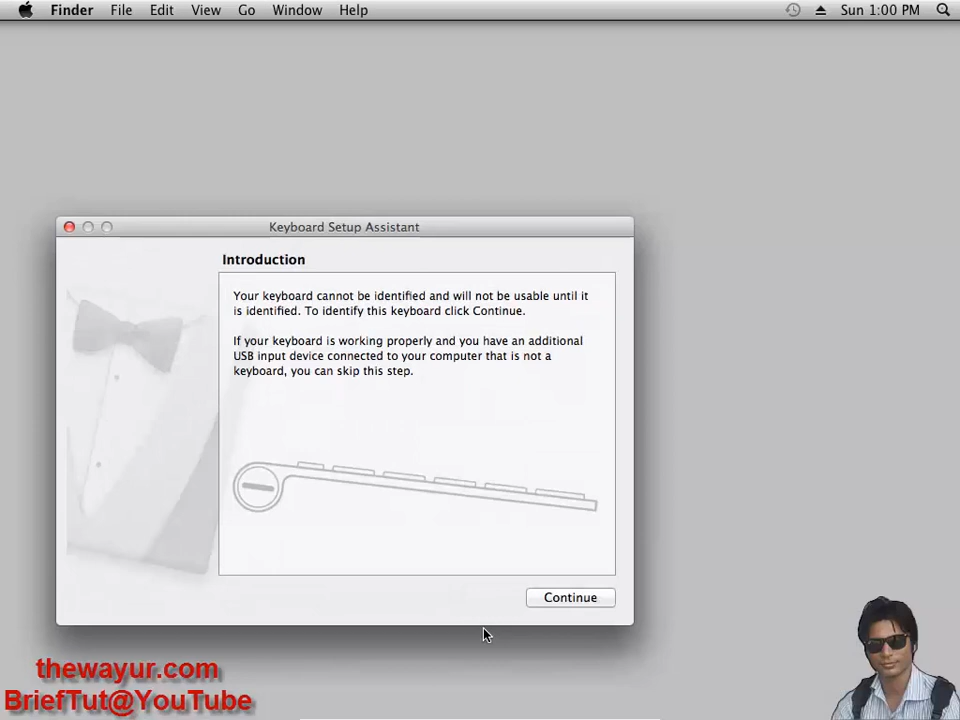 Finder File Edit View Go Window Help Sun 1:00 PM
Keyboard Setup Assistant
Introduction
Your keyboard cannot be identified and will not be usable until it
is identified. To identify this keyboard click Continue.
If your keyboard is working properly and you have an additional
USB input device connected to your computer that is not a
keyboard, you can skip this step.
Continue
thewayur.com
BriefTut@YouTube